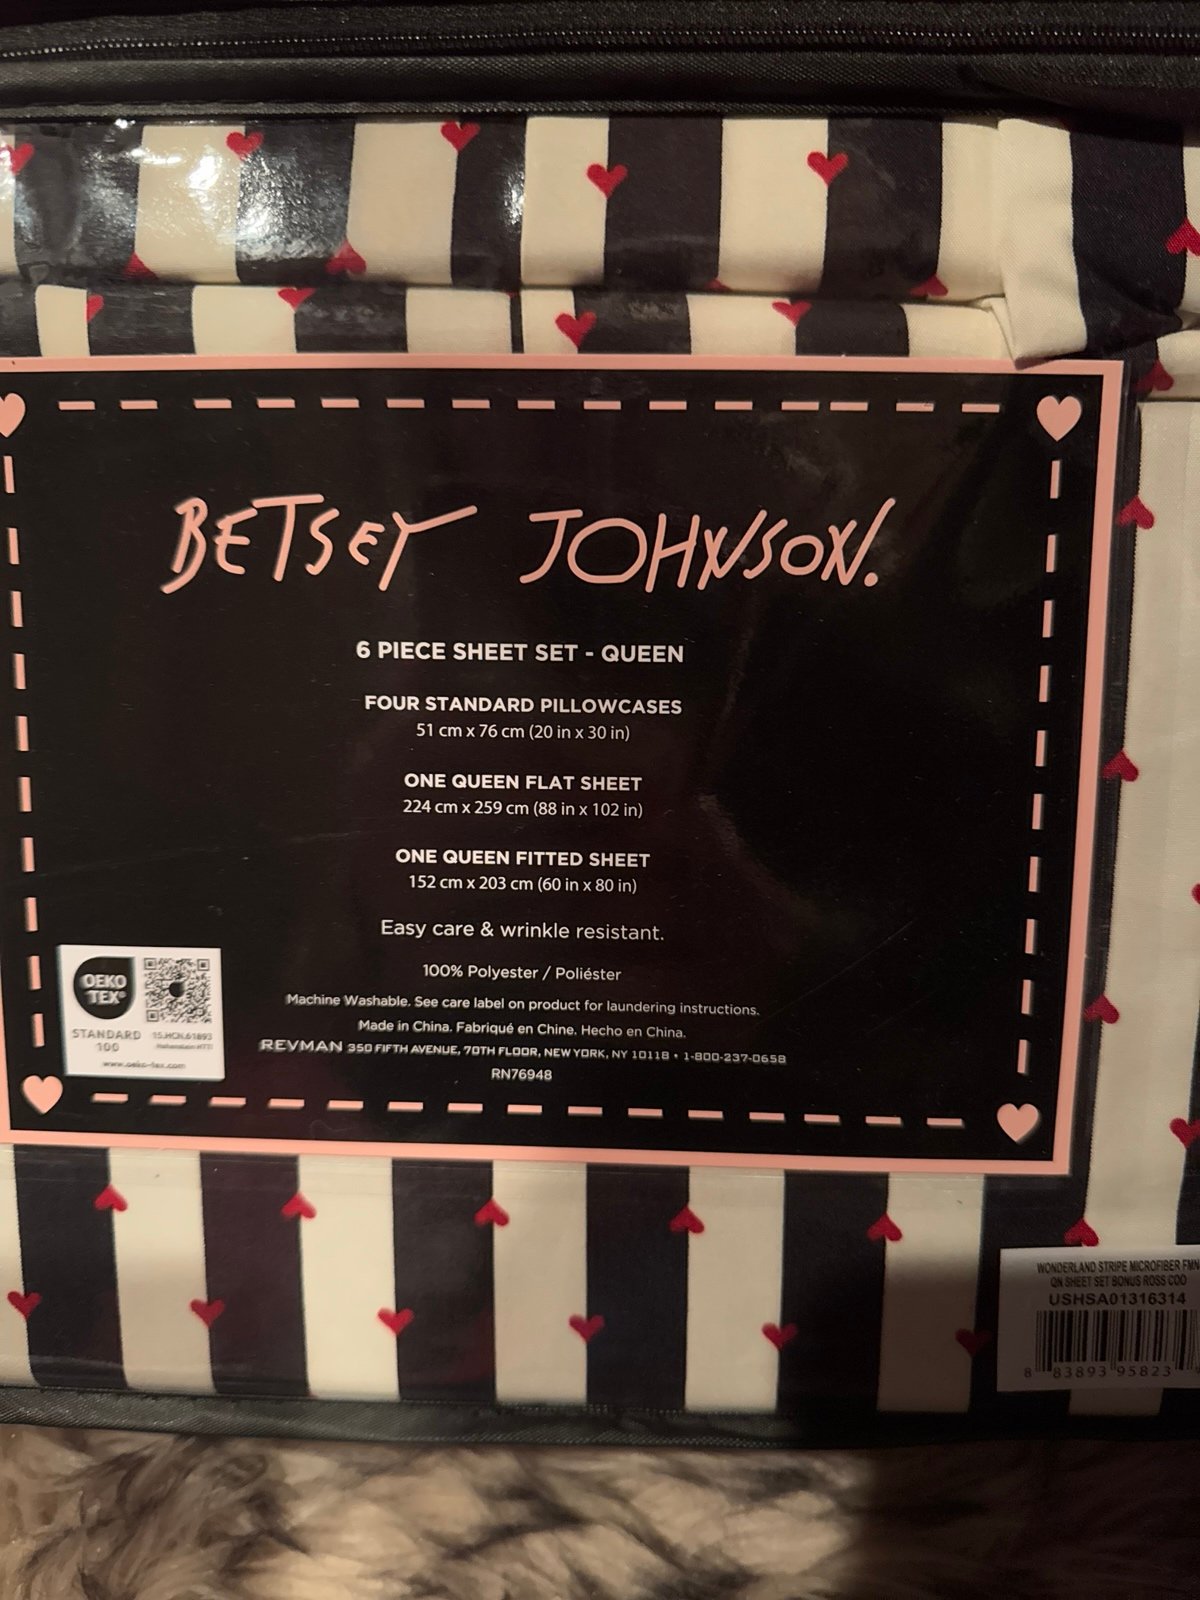 BETSEY JOHNSON.
6 PIECE SHEET SET - QUEEN
FOUR STANDARD PILLOWCASES
51 cm x 76 cm (20 in x 30 in)
ONE QUEEN FLAT SHEET
224 cm x 259 cm (88 in x 102 in)
ONE QUEEN FITTED SHEET
152 cm x 203 cm (60 in x 80 in)
Easy care & wrinkle resistant.
100% Polyester / Poliéster
Machine Washable. See care label on product for laundering instructions.
Made in China. Fabriqué en Chine. Hecho en China.
REVMAN 350 FIFTH AVENUE, 70TH FLOOR, NEW YORK, NY 10118 • 1-800-237-0658
RN76948
OEKO
TEX®
STANDARD
100
15.HCN.61893
Hohenstein HTTI
www.oeko-tex.com
WONDERLAND STRIPE MICROFIBER FMN
QN SHEET SET BONUS ROSS COO
USHSA01316314
8 83893 95823